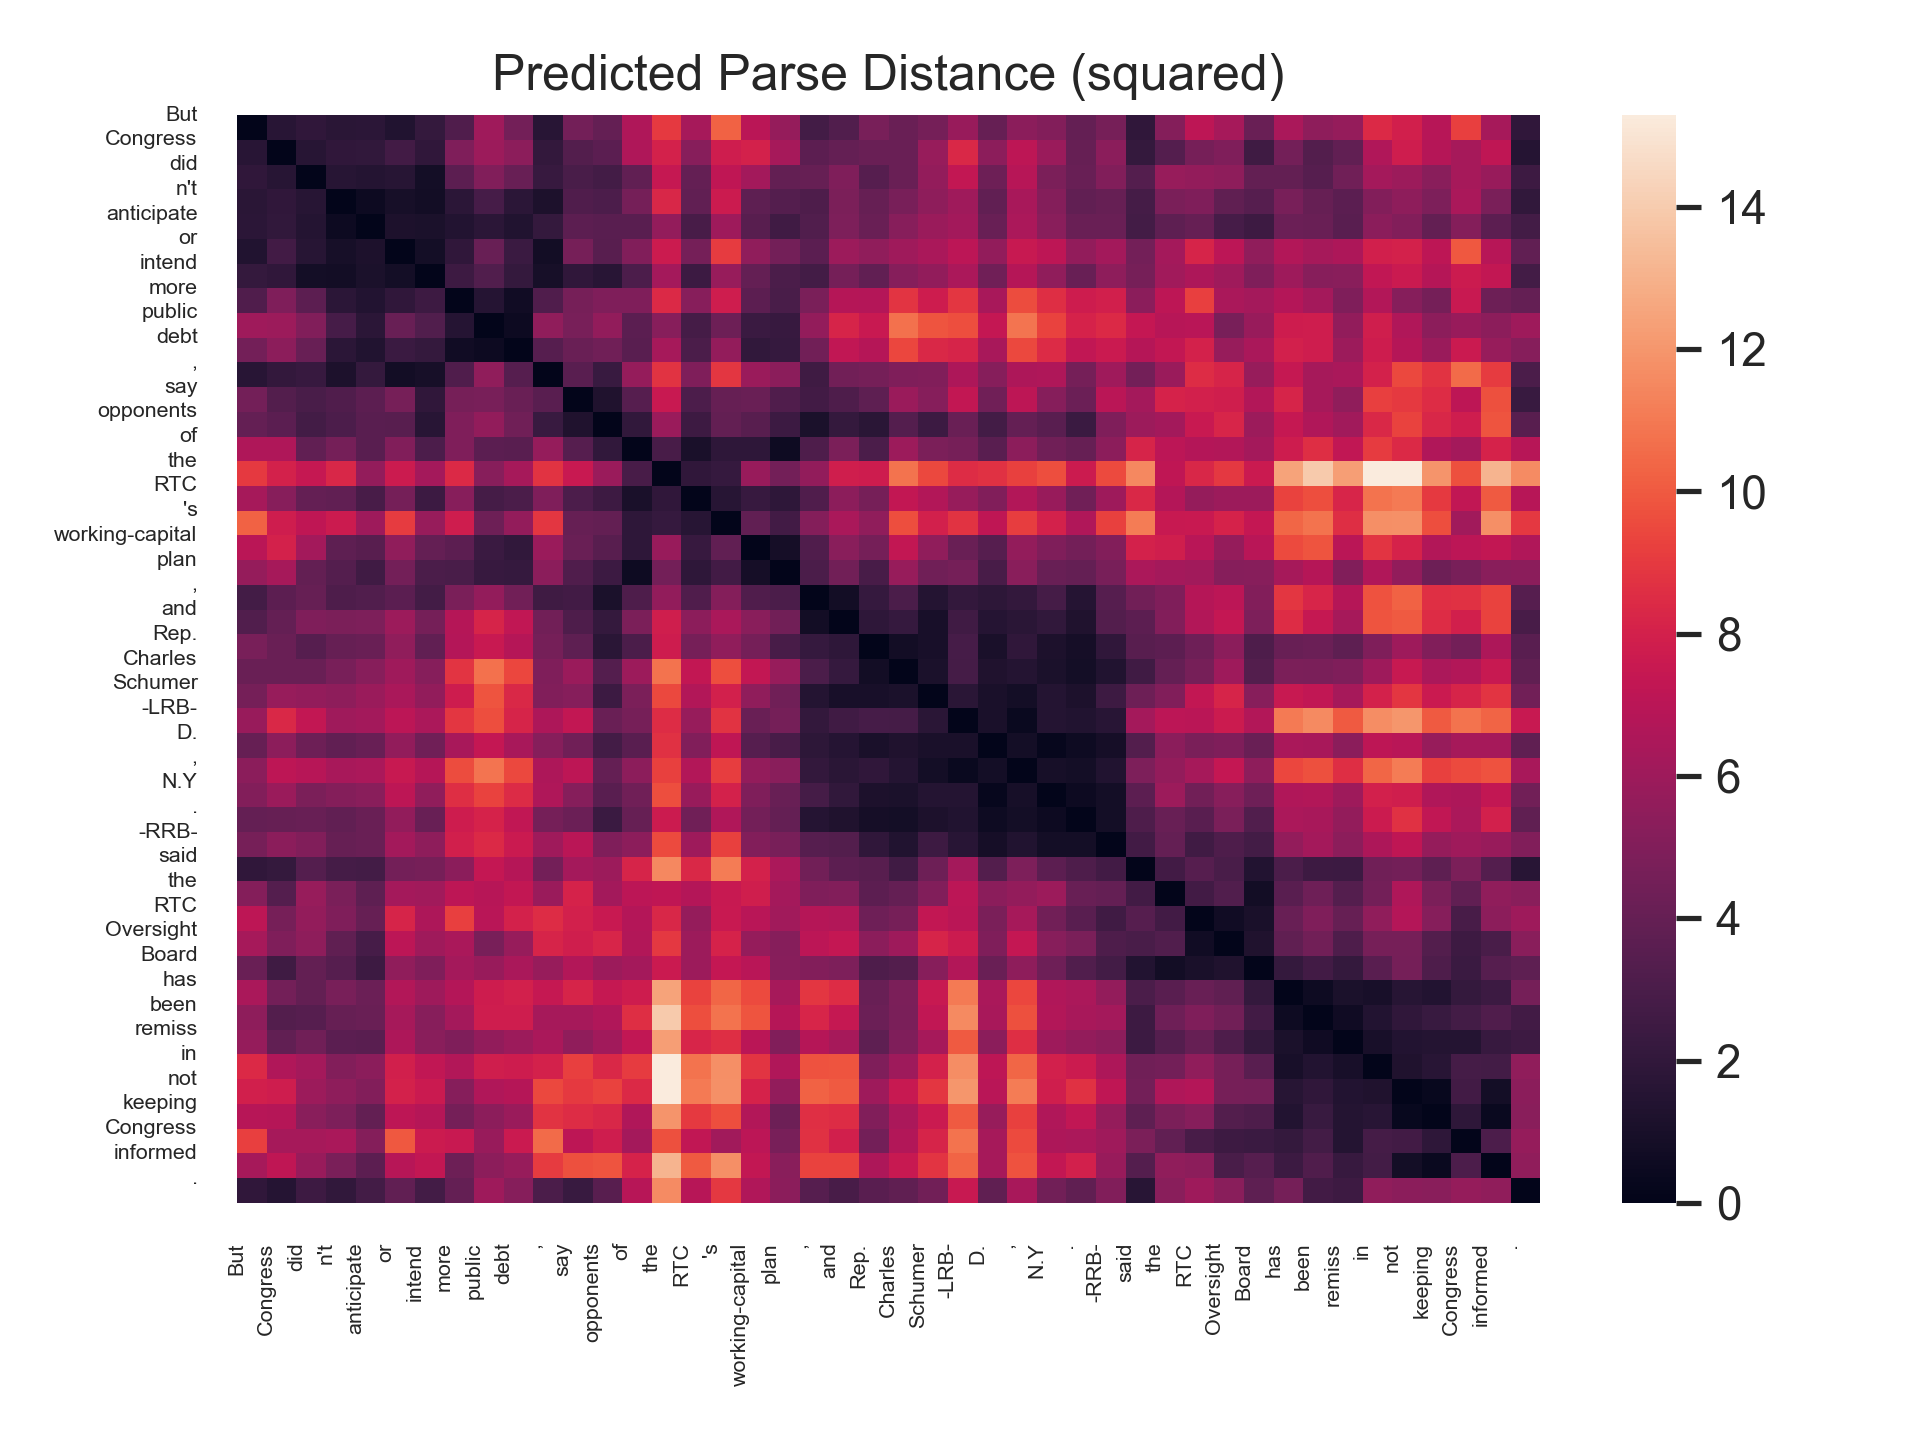 Predicted Parse Distance (squared)
But
Congress
did
n't
anticipate
or
intend
more
public
debt
,
say
opponents
of
the
RTC
's
working-capital
plan
,
and
Rep.
Charles
Schumer
-LRB-
D.
,
N.Y
.
-RRB-
said
the
RTC
Oversight
Board
has
been
remiss
in
not
keeping
Congress
informed
.
14
12
10
8
6
4
2
0
But
Congress
did
n't
anticipate
or
intend
more
public
debt
,
say
opponents
of
the
RTC
's
working-capital
plan
,
and
Rep.
Charles
Schumer
-LRB-
D.
,
N.Y
.
-RRB-
said
the
RTC
Oversight
Board
has
been
remiss
in
not
keeping
Congress
informed
.